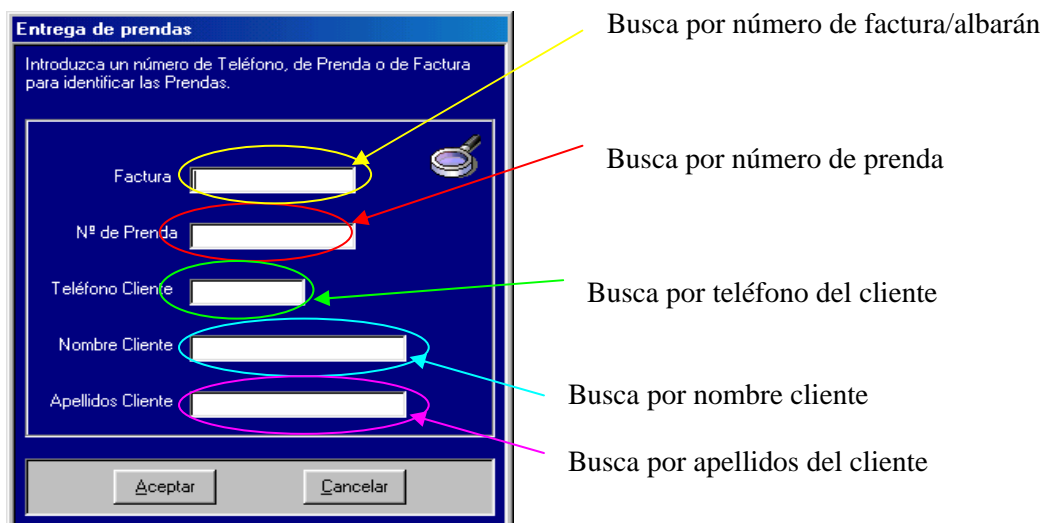 Entrega de prendas
Introduzca un número de Teléfono, de Prenda o de Factura
para identificar las Prendas.
Factura
Nº de Prenda
Teléfono Cliente
Nombre Cliente
Apellidos Cliente
Aceptar
Cancelar
Busca por número de factura/albarán
Busca por número de prenda
Busca por teléfono del cliente
Busca por nombre cliente
Busca por apellidos del cliente